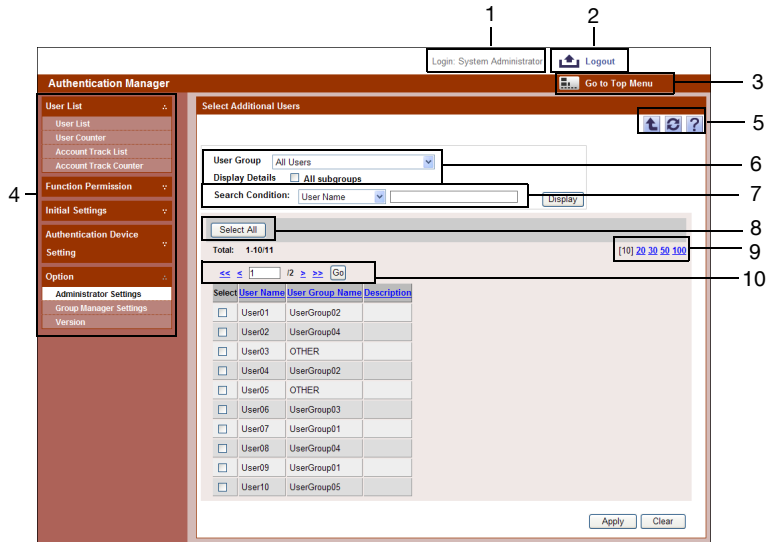 1
2
Login: System Administrator
Logout
Authentication Manager
Go to Top Menu
3
4
User List
User List
User Counter
Account Track List
Account Track Counter
Function Permission
Initial Settings
Authentication Device
Setting
Option
Administrator Settings
Group Manager Settings
Version
Select Additional Users
?
5
User Group All Users
Display Details All subgroups
6
Search Condition: User Name
Display
7
Select All
8
Total: 1-10/11
[10] 20 30 50 100
9
<< < 1 /2 > >> Go
10
Select User Name User Group Name Description
User01 UserGroup02
User02 UserGroup04
User03 OTHER
User04 UserGroup02
User05 OTHER
User06 UserGroup03
User07 UserGroup01
User08 UserGroup04
User09 UserGroup01
User10 UserGroup05
Apply Clear